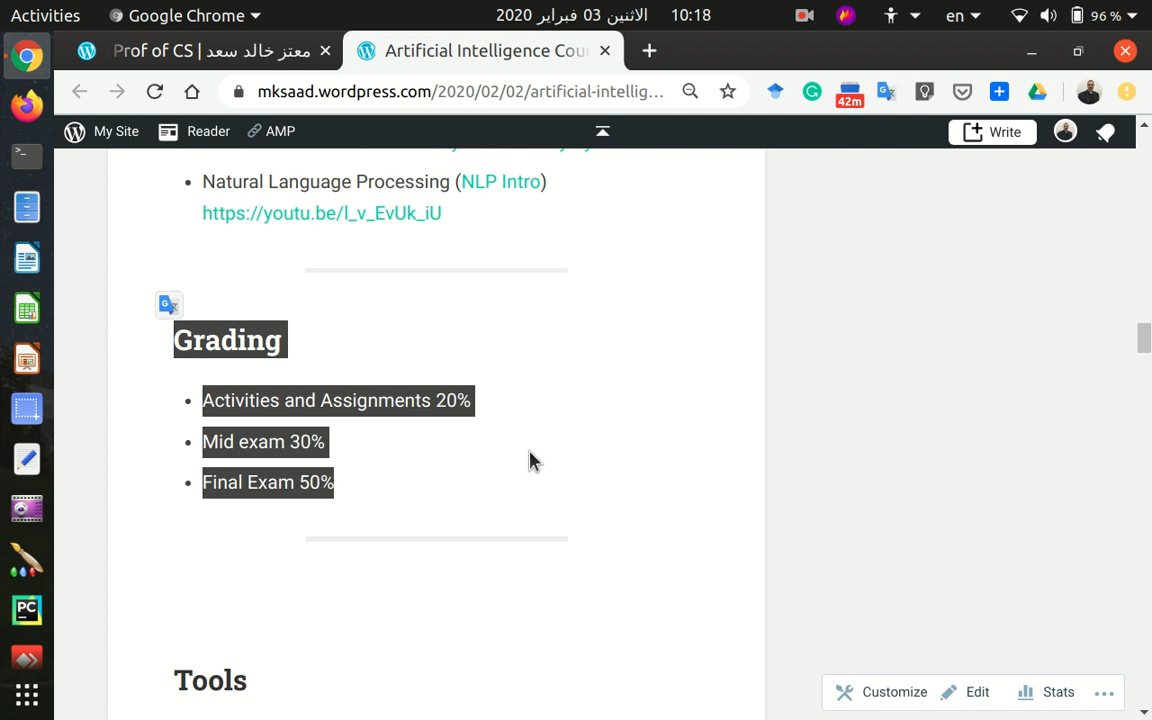 Activities Google Chrome الاثنين 03 فبراير 2020 10:18 en 96 %
Prof of CS | معتز خالد سعد Artificial Intelligence Cou
mksaad.wordpress.com/2020/02/02/artificial-intellig... 42m
My Site Reader AMP Write
Natural Language Processing (NLP Intro)
https://youtu.be/l_v_EvUk_iU
Grading
Activities and Assignments 20%
Mid exam 30%
Final Exam 50%
Tools
Customize Edit Stats ...
PC